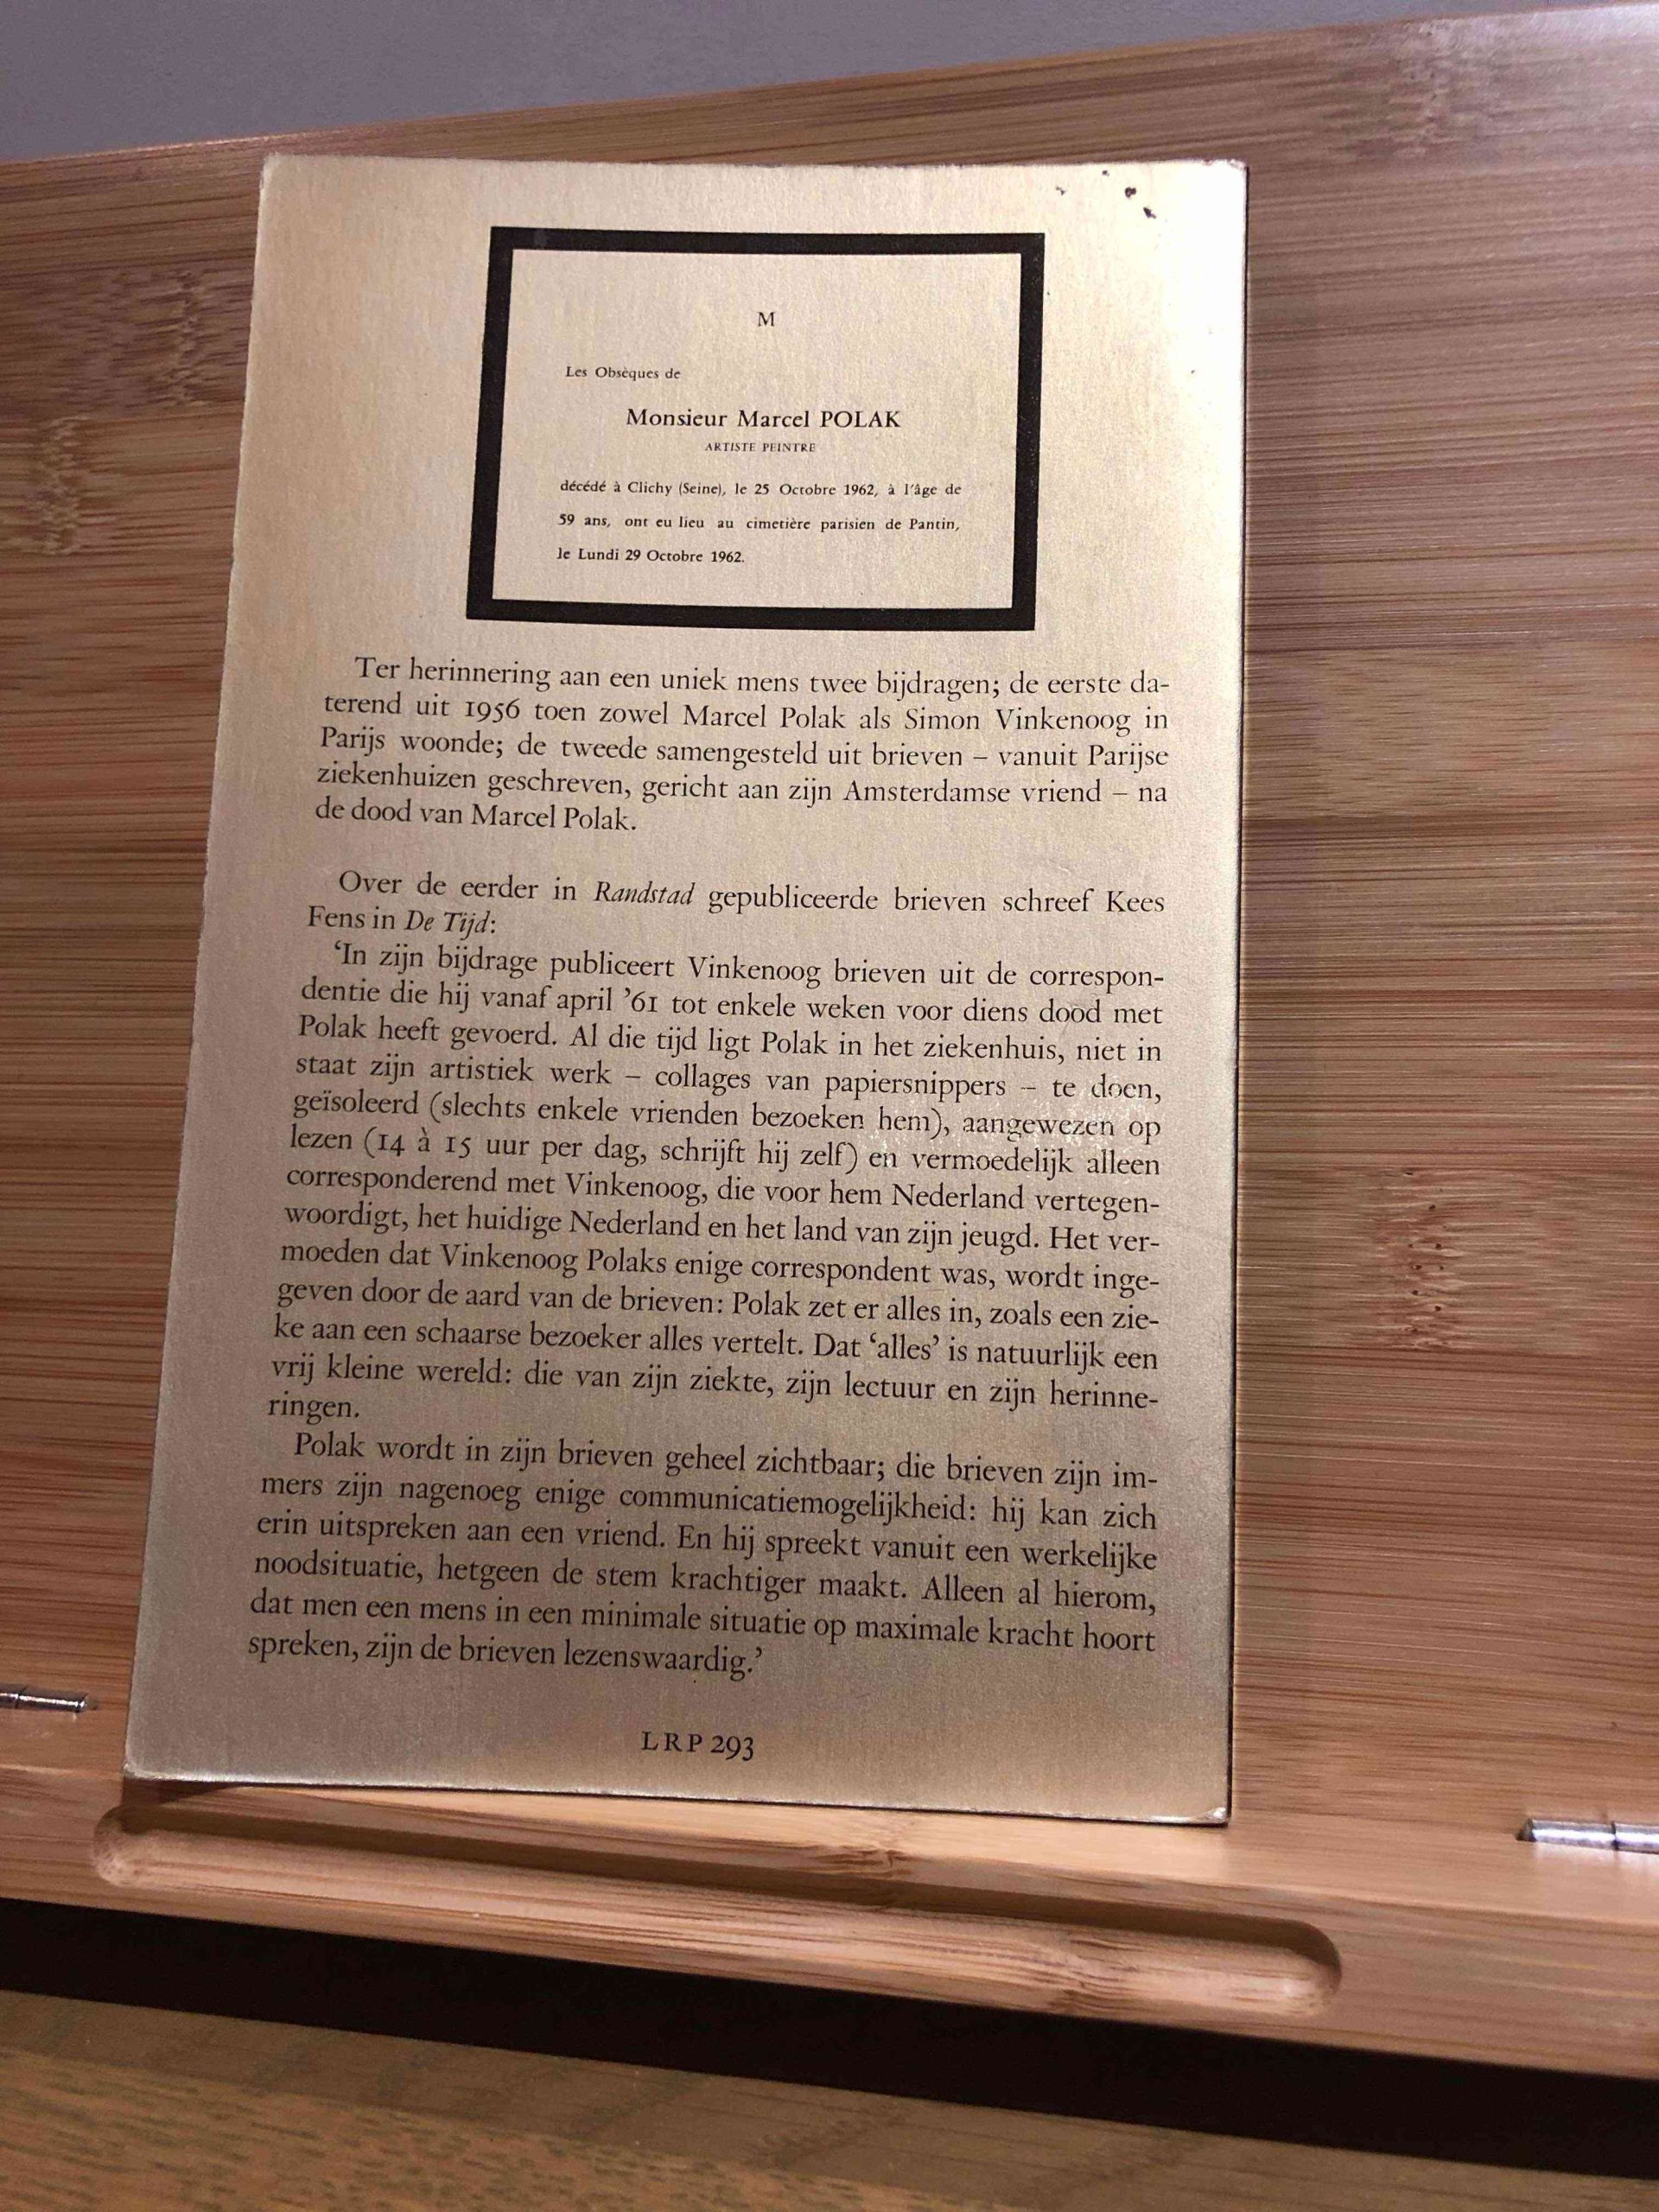 M
Les Obsèques de
Monsieur Marcel POLAK
ARTISTE PEINTRE
décédé à Clichy (Seine), le 25 Octobre 1962, à l'âge de
59 ans, ont eu lieu au cimetière parisien de Pantin,
le Lundi 29 Octobre 1962.
Ter herinnering aan een uniek mens twee bijdragen; de eerste da-
terend uit 1956 toen zowel Marcel Polak als Simon Vinkenoog in
Parijs woonde; de tweede samengesteld uit brieven – vanuit Parijse
ziekenhuizen geschreven, gericht aan zijn Amsterdamse vriend – na
de dood van Marcel Polak.
Over de eerder in Randstad gepubliceerde brieven schreef Kees
Fens in De Tijd:
‘In zijn bijdrage publiceert Vinkenoog brieven uit de correspon-
dentie die hij vanaf april ’61 tot enkele weken voor diens dood met
Polak heeft gevoerd. Al die tijd ligt Polak in het ziekenhuis, niet in
staat zijn artistiek werk – collages van papiersnippers – te doen,
geïsoleerd (slechts enkele vrienden bezoeken hem), aangewezen op
lezen (14 à 15 uur per dag, schrijft hij zelf) en vermoedelijk alleen
corresponderend met Vinkenoog, die voor hem Nederland vertegen-
woordigt, het huidige Nederland en het land van zijn jeugd. Het ver-
moeden dat Vinkenoog Polaks enige correspondent was, wordt inge-
geven door de aard van de brieven: Polak zet er alles in, zoals een zie-
ke aan een schaarse bezoeker alles vertelt. Dat ‘alles’ is natuurlijk een
vrij kleine wereld: die van zijn ziekte, zijn lectuur en zijn herinne-
ringen.
Polak wordt in zijn brieven geheel zichtbaar; die brieven zijn im-
mers zijn nagenoeg enige communicatiemogelijkheid: hij kan zich
erin uitspreken aan een vriend. En hij spreekt vanuit een werkelijke
noodsituatie, hetgeen de stem krachtiger maakt. Alleen al hierom,
dat men een mens in een minimale situatie op maximale kracht hoort
spreken, zijn de brieven lezenswaardig.’
LRP 293